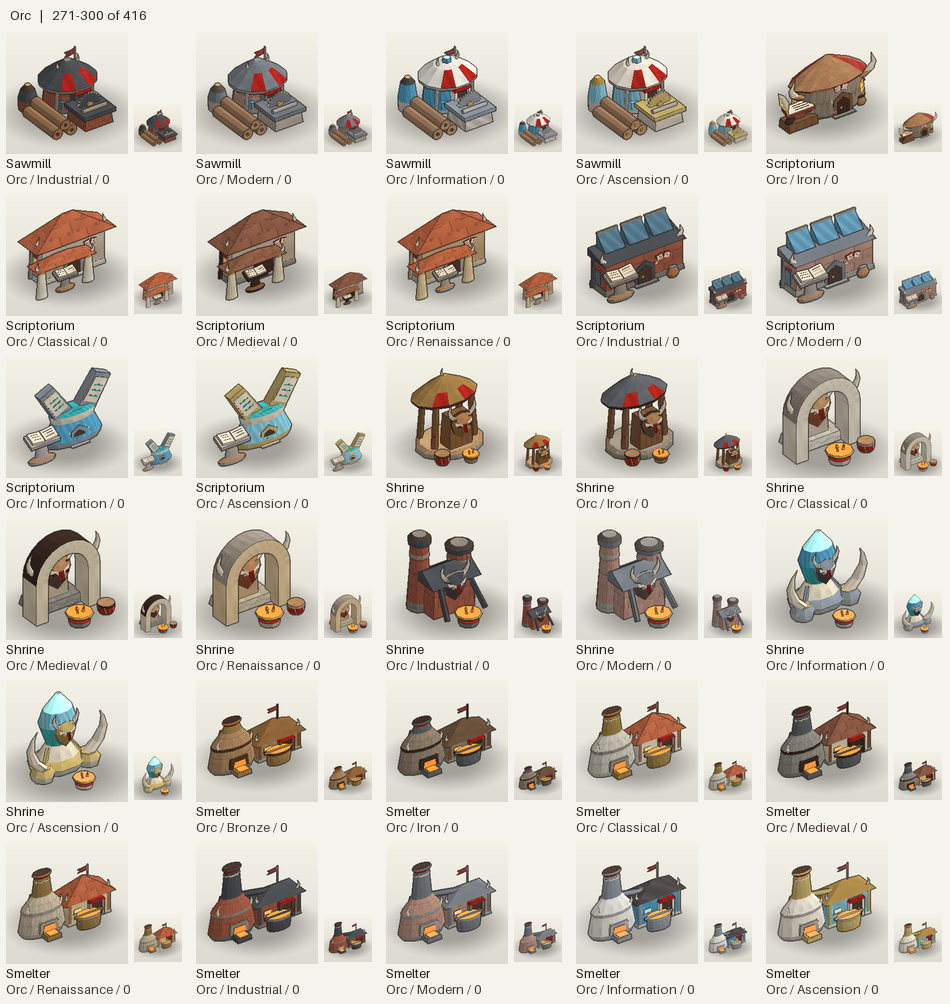 Orc | 271-300 of 416
Sawmill
Orc / Industrial / 0
Sawmill
Orc / Modern / 0
Sawmill
Orc / Information / 0
Sawmill
Orc / Ascension / 0
Scriptorium
Orc / Iron / 0
Scriptorium
Orc / Classical / 0
Scriptorium
Orc / Medieval / 0
Scriptorium
Orc / Renaissance / 0
Scriptorium
Orc / Industrial / 0
Scriptorium
Orc / Modern / 0
Scriptorium
Orc / Information / 0
Scriptorium
Orc / Ascension / 0
Shrine
Orc / Bronze / 0
Shrine
Orc / Iron / 0
Shrine
Orc / Classical / 0
Shrine
Orc / Medieval / 0
Shrine
Orc / Renaissance / 0
Shrine
Orc / Industrial / 0
Shrine
Orc / Modern / 0
Shrine
Orc / Information / 0
Shrine
Orc / Ascension / 0
Smelter
Orc / Bronze / 0
Smelter
Orc / Iron / 0
Smelter
Orc / Classical / 0
Smelter
Orc / Medieval / 0
Smelter
Orc / Renaissance / 0
Smelter
Orc / Industrial / 0
Smelter
Orc / Modern / 0
Smelter
Orc / Information / 0
Smelter
Orc / Ascension / 0